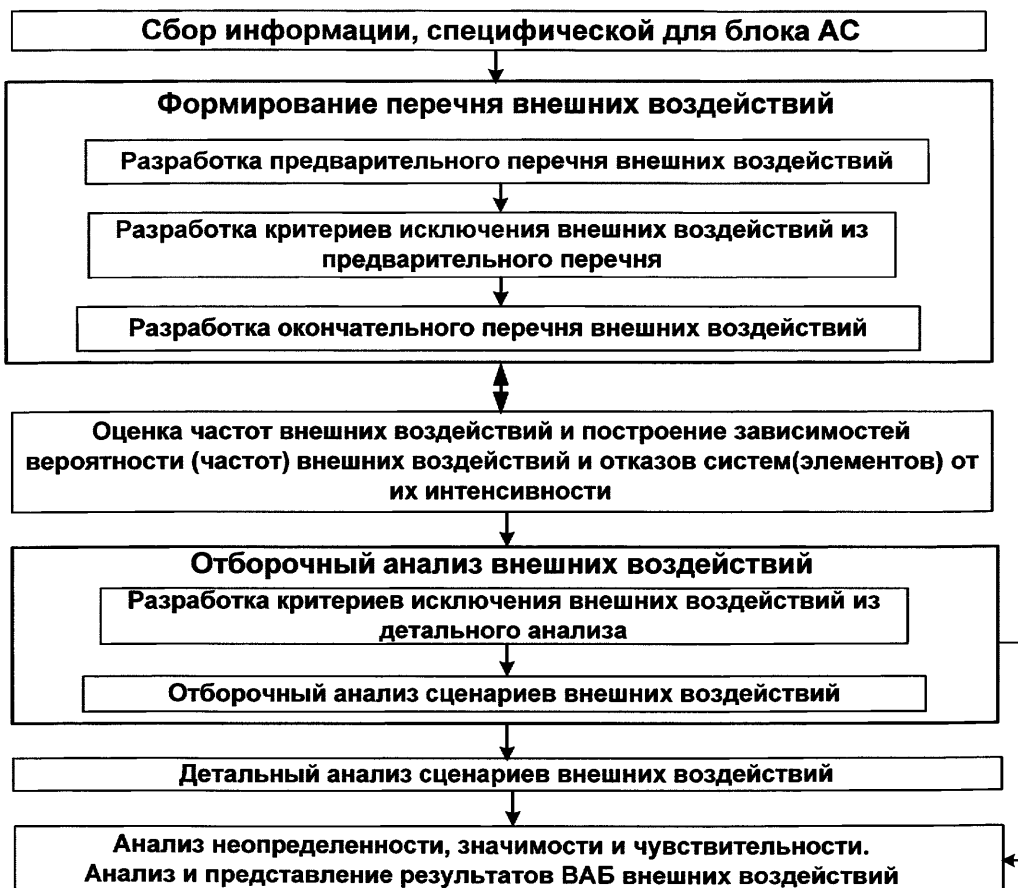 Сбор информации, специфической для блока АС
Формирование перечня внешних воздействий
Разработка предварительного перечня внешних воздействий
Разработка критериев исключения внешних воздействий из
предварительного перечня
Разработка окончательного перечня внешних воздействий
Оценка частот внешних воздействий и построение зависимостей
вероятности (частот) внешних воздействий и отказов систем(элементов) от
их интенсивности
Отборочный анализ внешних воздействий
Разработка критериев исключения внешних воздействий из
детального анализа
Отборочный анализ сценариев внешних воздействий
Детальный анализ сценариев внешних воздействий
Анализ неопределенности, значимости и чувствительности.
Анализ и представление результатов ВАБ внешних воздействий